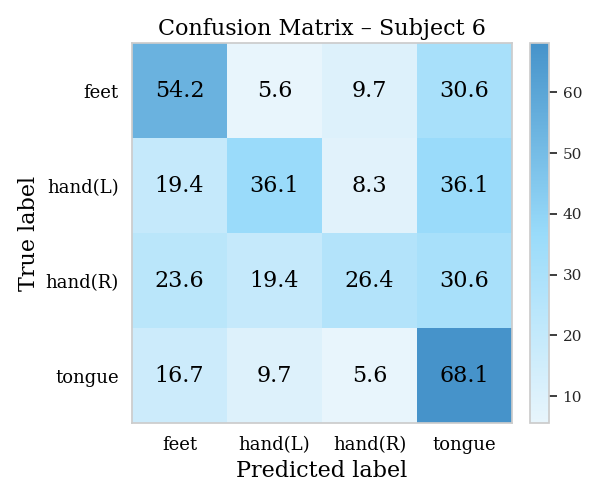 Confusion Matrix – Subject 6
feet 54.2 5.6 9.7 30.6
hand(L) 19.4 36.1 8.3 36.1
hand(R) 23.6 19.4 26.4 30.6
tongue 16.7 9.7 5.6 68.1
feet hand(L) hand(R) tongue
Predicted label
True label
60
50
40
30
20
10